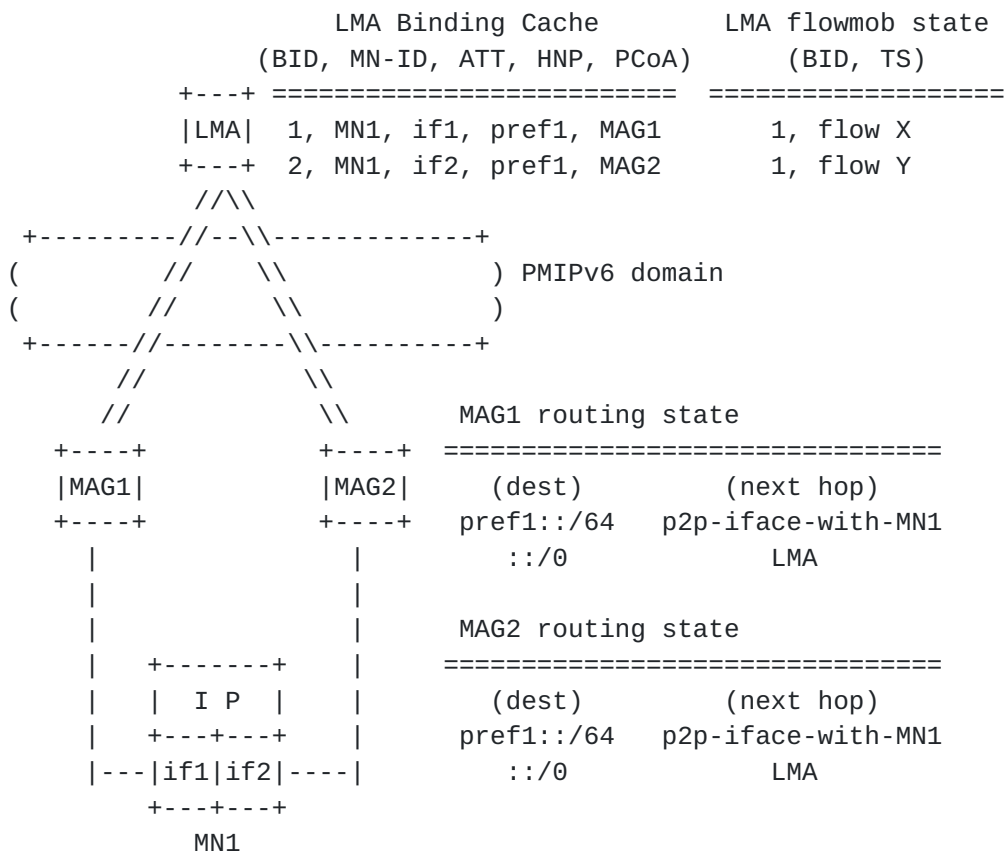 LMA Binding Cache        LMA flowmob state
             (BID, MN-ID, ATT, HNP, PCoA)      (BID, TS)
        +---+ ==========================  ===================
        |LMA|  1, MN1, if1, pref1, MAG1       1, flow X
        +---+  2, MN1, if2, pref1, MAG2       1, flow Y
         //\\
 +---------//--\\-------------+
(         //    \\             ) PMIPv6 domain
(        //      \\            )
 +------//--------\\----------+
       //          \\
      //            \\       MAG1 routing state
   +----+           +----+  ================================
   |MAG1|           |MAG2|     (dest)         (next hop)
   +----+           +----+   pref1::/64   p2p-iface-with-MN1
     |                |         ::/0             LMA
     |                |
     |                |      MAG2 routing state
     |   +-------+    |     ================================
     |   |  I P  |    |        (dest)         (next hop)
     |   +---+---+    |      pref1::/64   p2p-iface-with-MN1
     |---|if1|if2|----|         ::/0             LMA
         +---+---+
            MN1